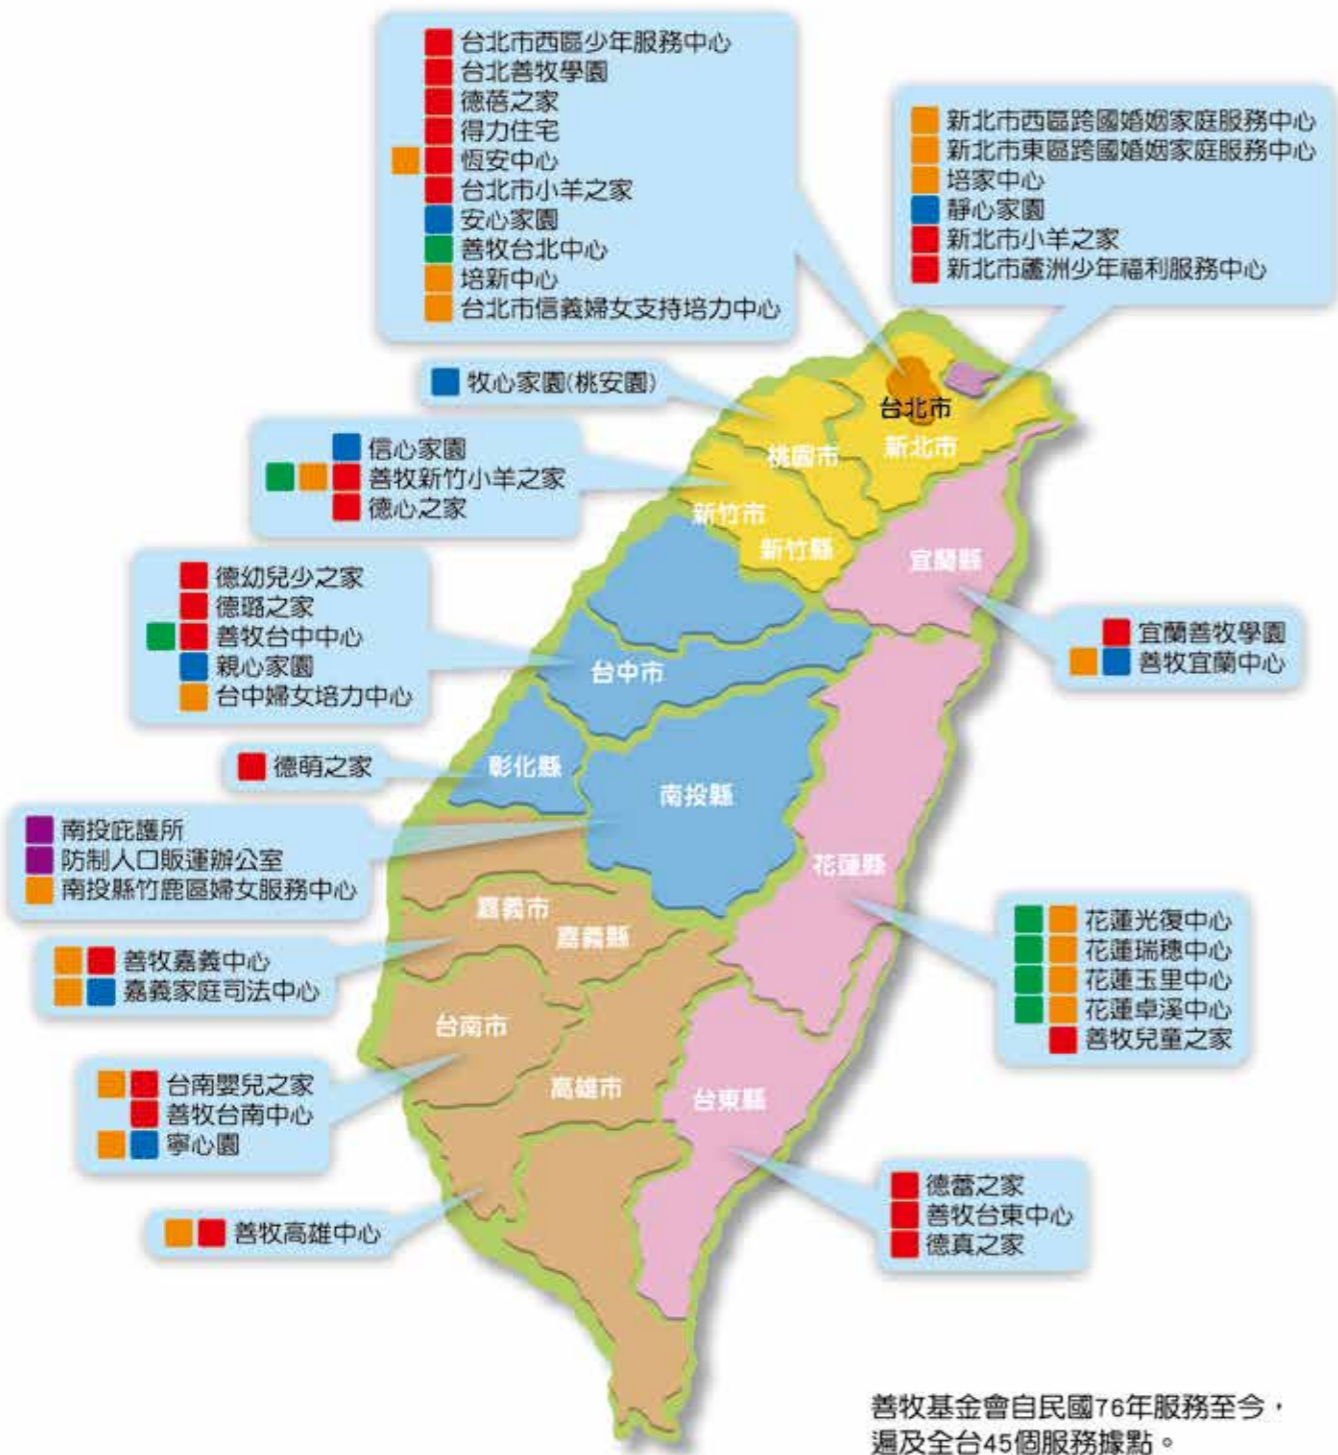 台北市西區少年服務中心
台北善牧學園
德蓓之家
得力住宅
恆安中心
台北市小羊之家
安心家園
善牧台北中心
培新中心
台北市信義婦女支持培力中心
新北市西區跨國婚姻家庭服務中心
新北市東區跨國婚姻家庭服務中心
培家中心
靜心家園
新北市小羊之家
新北市蘆洲少年福利服務中心
牧心家園(桃安園)
信心家園
善牧新竹小羊之家
德心之家
台北市
新北市
桃園市
新竹市
新竹縣
宜蘭縣
德幼兒少之家
德璐之家
善牧台中中心
親心家園
台中婦女培力中心
台中市
宜蘭善牧學園
善牧宜蘭中心
德萌之家
彰化縣
南投縣
南投庇護所
防制人口販運辦公室
南投縣竹鹿區婦女服務中心
花蓮縣
嘉義市
嘉義縣
善牧嘉義中心
嘉義家庭司法中心
花蓮光復中心
花蓮瑞穗中心
花蓮玉里中心
花蓮卓溪中心
善牧兒童之家
台南市
高雄市
台東縣
台南嬰兒之家
善牧台南中心
寧心園
善牧高雄中心
德蕾之家
善牧台東中心
德真之家
善牧基金會自民國76年服務至今，
遍及全台45個服務據點。